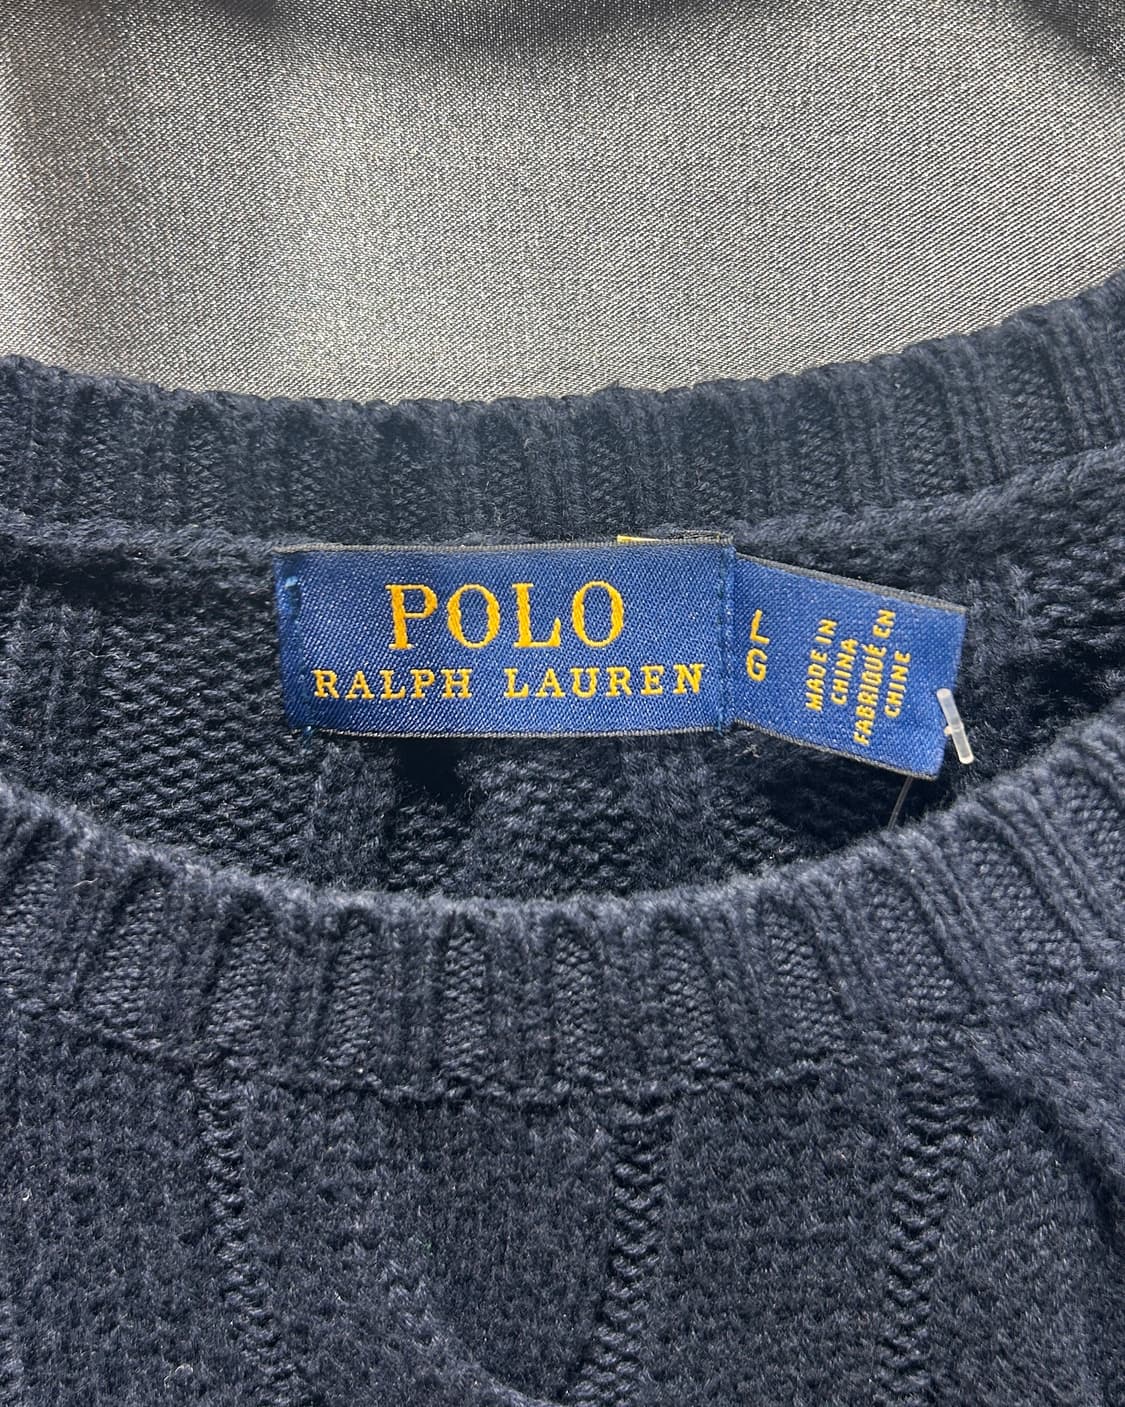 POLO
RALPH LAUREN
L
G
MADE IN
CHINA
FABRIQUÉ EN
CHINE